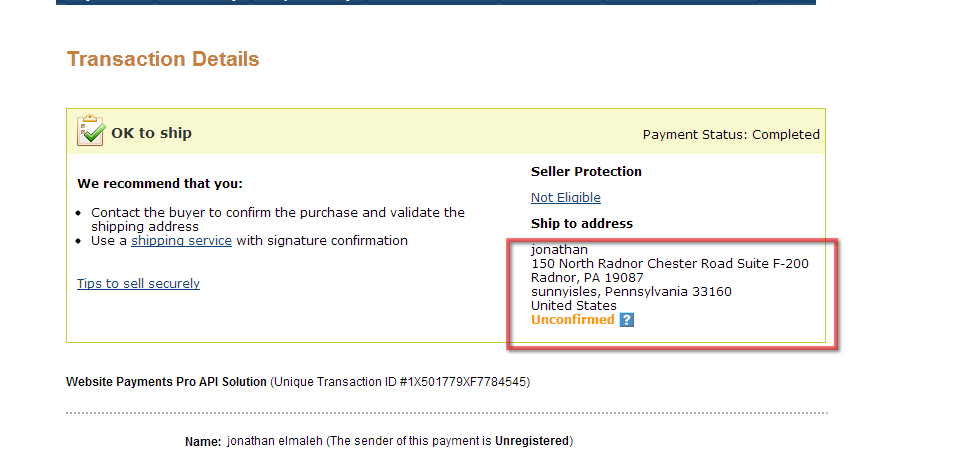 Transaction Details
OK to ship
Payment Status: Completed
We recommend that you:
• Contact the buyer to confirm the purchase and validate the
shipping address
• Use a shipping service with signature confirmation
Tips to sell securely
Seller Protection
Not Eligible
Ship to address
jonathan
150 North Radnor Chester Road Suite F-200
Radnor, PA 19087
sunnyisles, Pennsylvania 33160
United States
Unconfirmed ?
Website Payments Pro API Solution (Unique Transaction ID #1X501779XF7784545)
Name: jonathan elmaleh (The sender of this payment is Unregistered)